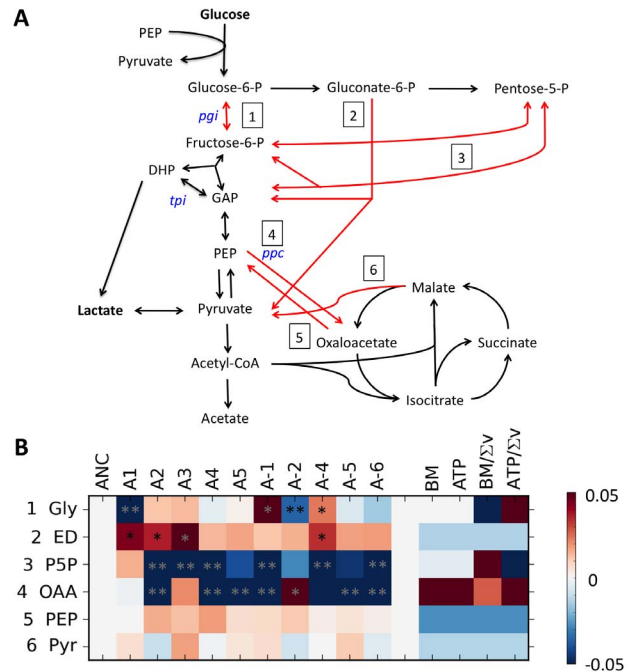 A
Glucose
PEP
Pyruvate
Glucose-6-P Gluconate-6-P Pentose-5-P
pgi 1 2
Fructose-6-P
3
DHP
tpi GAP
4
PEP ppc
6
Malate
Lactate Pyruvate
5 Oxaloacetate Succinate
Acetyl-CoA
Isocitrate
Acetate
B
ANC A1 A2 A3 A4 A5 A-1 A-2 A-4 A-5 A-6 BM ATP BM/Σv ATP/Σv
1 Gly ** * ** * 0.05
2 ED * * * *
3 P5P ** ** ** ** ** **
4 OAA ** ** ** ** * ** ** 0
5 PEP
6 Pyr -0.05